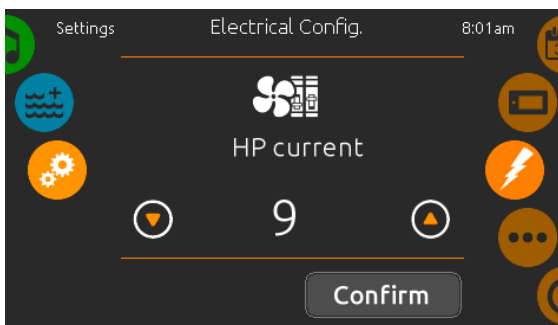 Settings
Electrical Config.
8:01am
HP current
9
Confirm